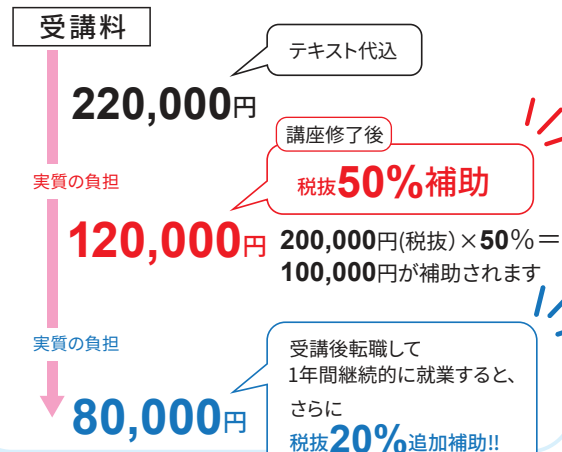 受講料
テキスト代込
220,000円
講座修了後
税抜50%補助
実質の負担
120,000円
200,000円(税抜)×50%＝
100,000円が補助されます
実質の負担
受講後転職して
1年間継続的に就業すると、
さらに
税抜20%追加補助!!
80,000円